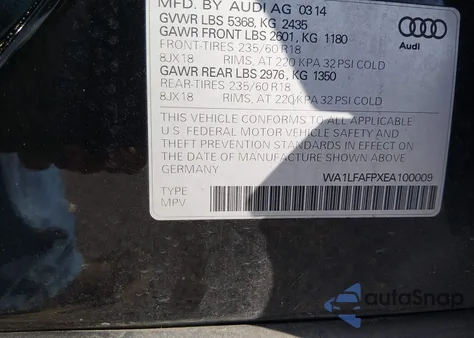 MFD. BY AUDI AG 03 14
GVWR LBS 5368, KG 2435
GAWR FRONT LBS 2601, KG 1180
FRONT-TIRES 235/60 R18
8JX18 RIMS, AT 220 KPA 32 PSI COLD
GAWR REAR LBS 2976, KG 1350
REAR-TIRES 235/60 R18
8JX18 RIMS, AT 220 KPA 32 PSI COLD
Audi
THIS VEHICLE CONFORMS TO ALL APPLICABLE
U.S. FEDERAL MOTOR VEHICLE SAFETY AND
THEFT PREVENTION STANDARDS IN EFFECT ON
THE DATE OF MANUFACTURE SHOWN ABOVE
GERMANY
WA1LFAFPXEA100009
TYPE
MPV
autoSnap